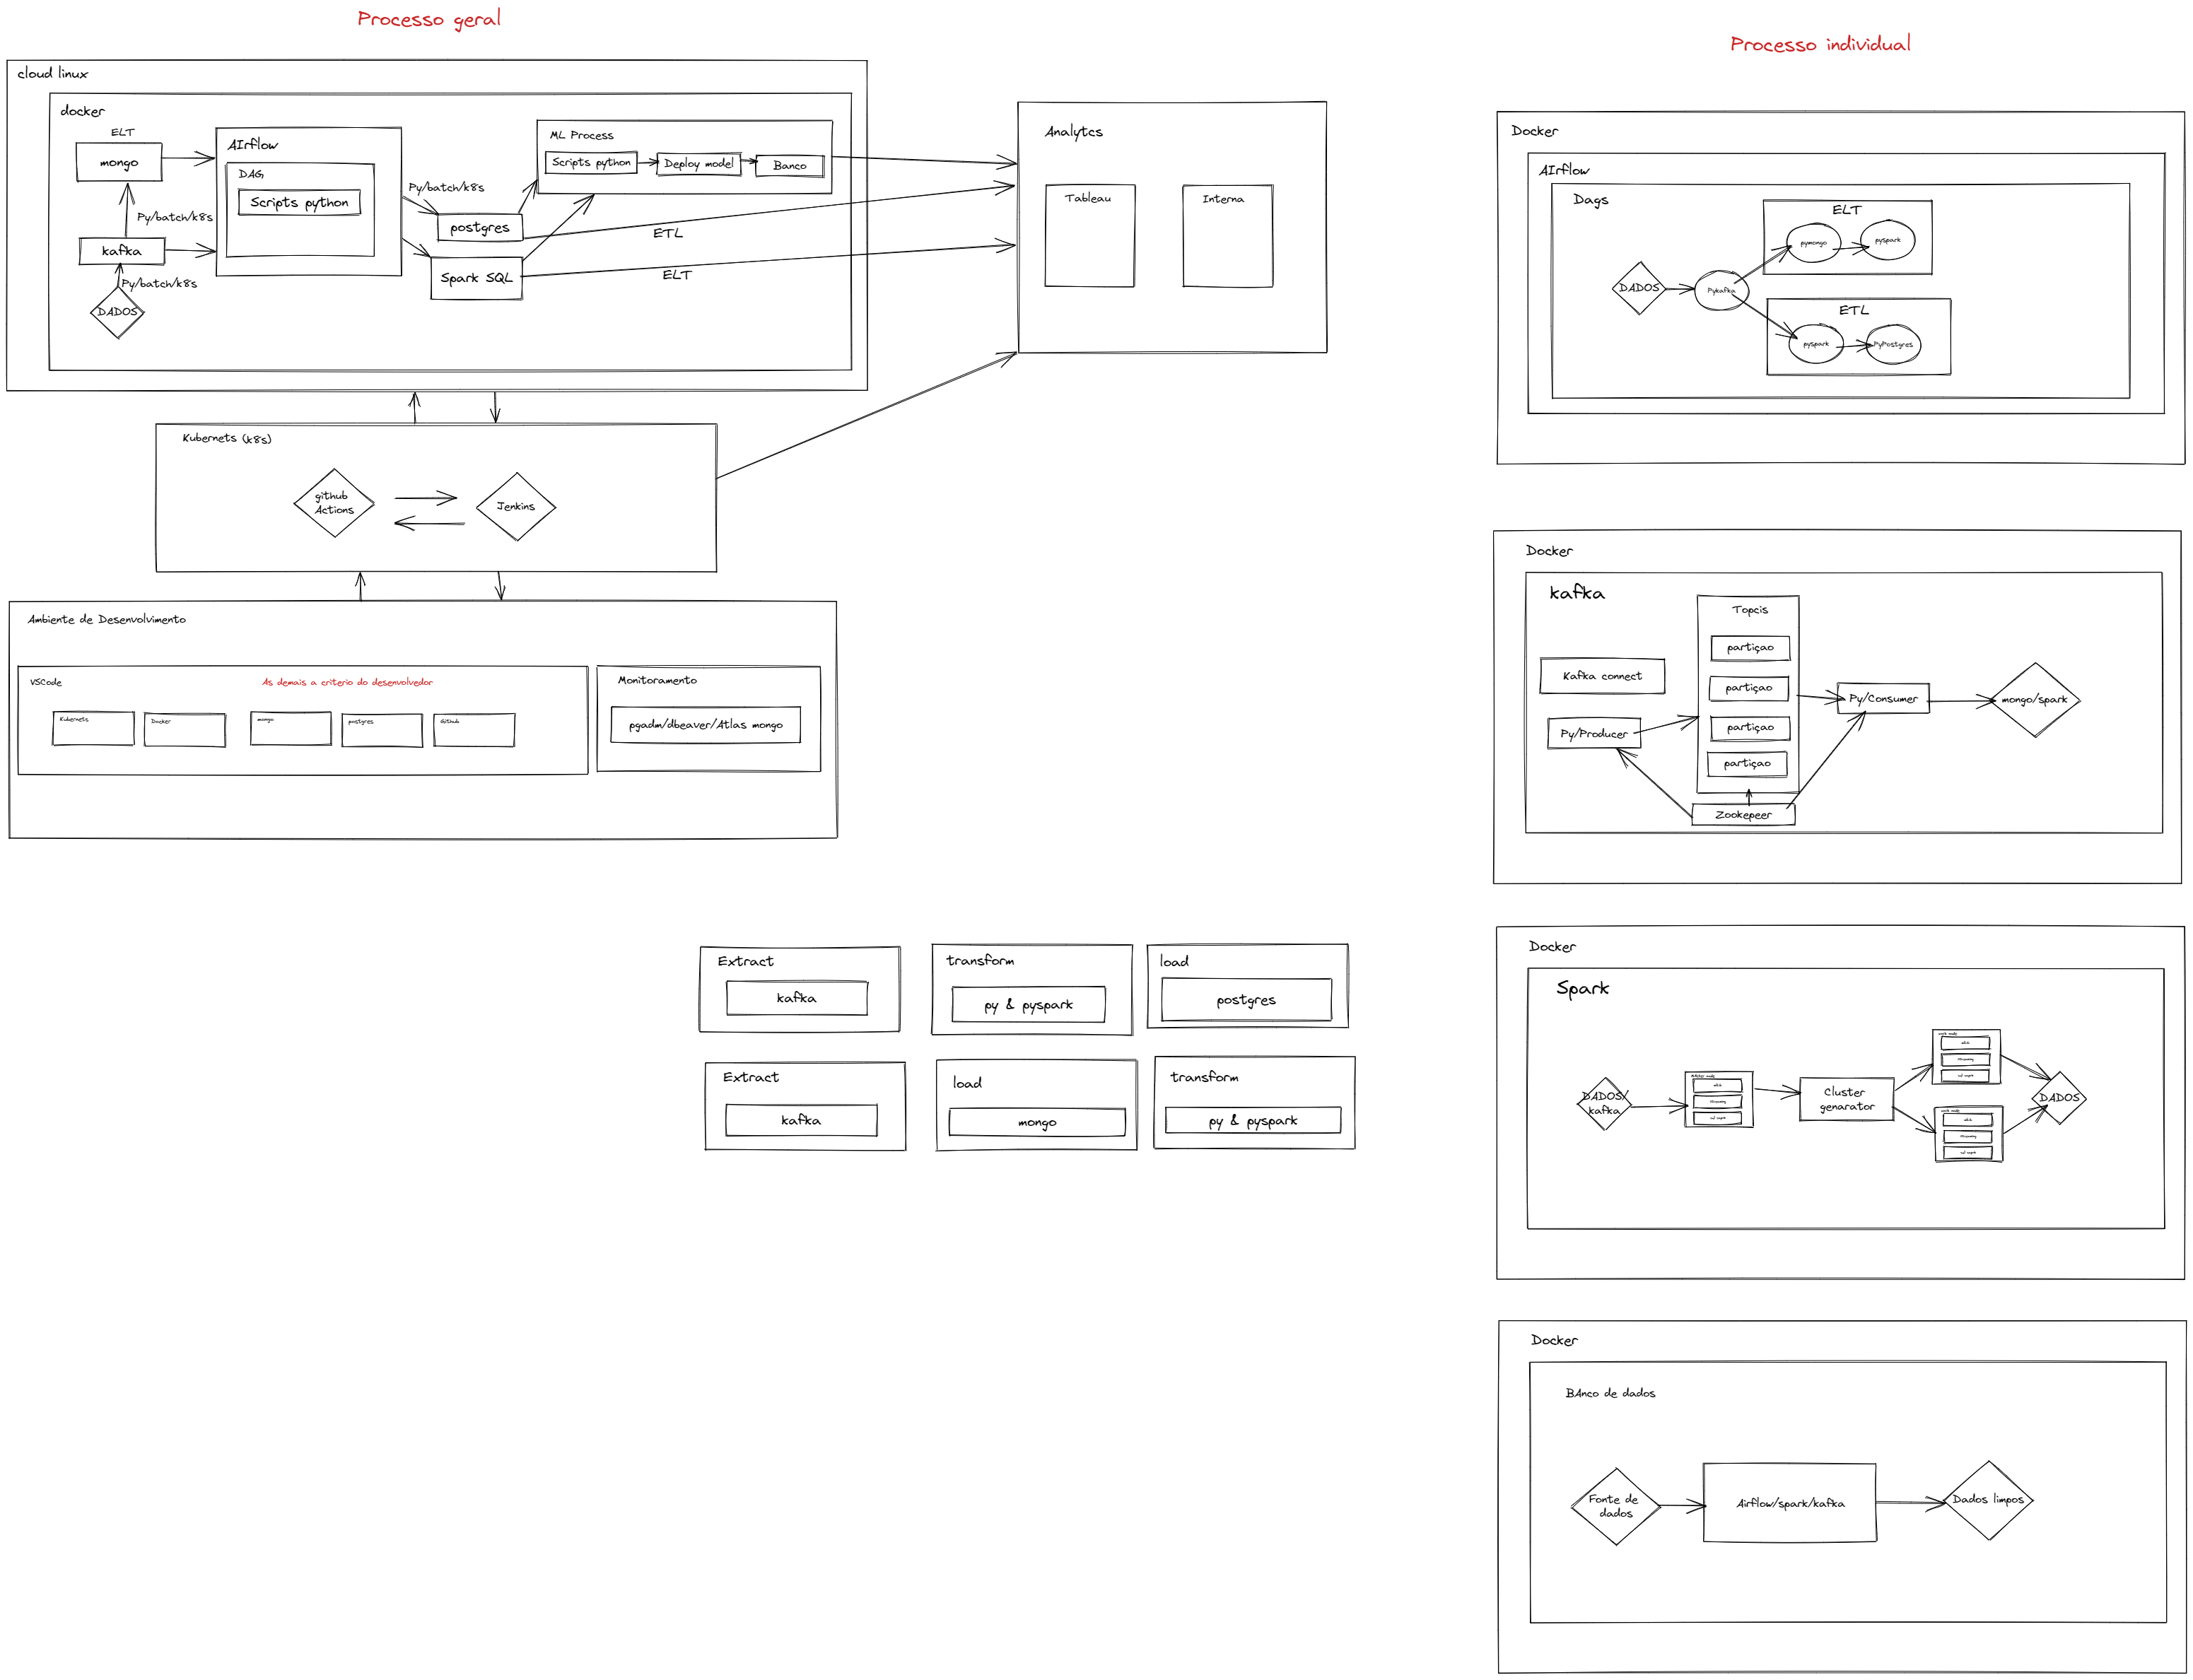 Processo geral
cloud linux
docker
ELT
mongo
Py/batch/k8s
kafka
Py/batch/k8s
DADOS
AIrflow
DAG
Scripts python
Py/batch/k8s
postgres
Spark SQL
ML Process
Scripts python
Deploy model
Banco
ETL
ELT
Analytcs
Tableau
Interna
Kubernets (k8s)
github
Actions
Jenkins
Ambiente de Desenvolvimento
VSCode
As demais a criterio do desenvolvedor
Kubernets
Docker
mongo
postgres
Github
Monitoramento
pgadm/dbeaver/Atlas mongo
Extract
kafka
transform
py & pyspark
load
postgres
Extract
kafka
load
mongo
transform
py & pyspark
Processo individual
Docker
AIrflow
Dags
DADOS
Pykafka
ELT
pymongo
pySpark
ETL
pySpark
PyPostgres
Docker
kafka
Kafka connect
Py/Producer
Topcis
partiçao
partiçao
partiçao
partiçao
Zookepeer
Py/Consumer
mongo/spark
Docker
Spark
DADOS/
kafka
Cluster
genarator
DADOS
Docker
BAnco de dados
Fonte de
dados
Airflow/spark/kafka
Dados limpos